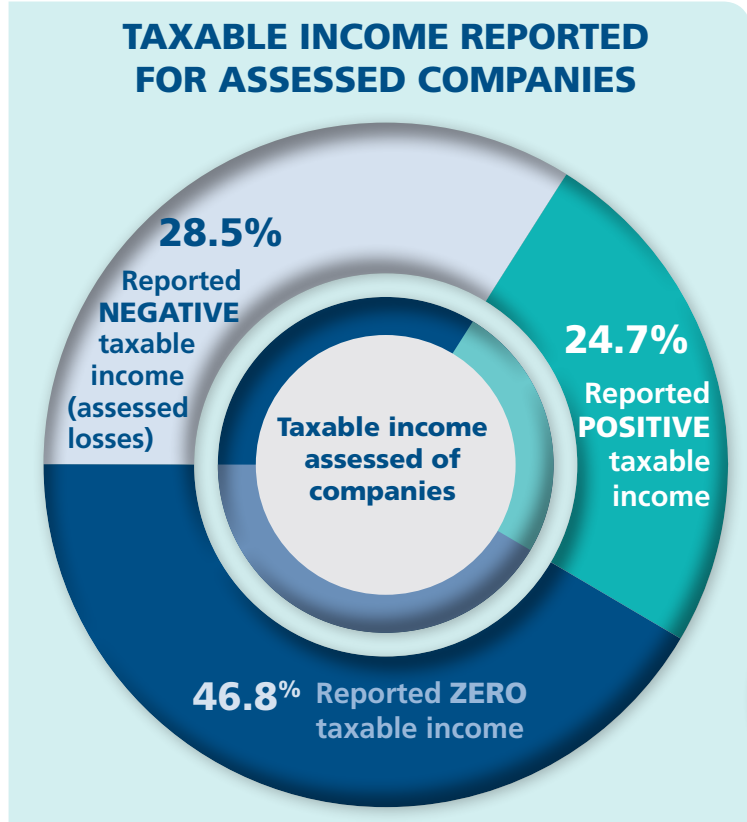 TAXABLE INCOME REPORTED
FOR ASSESSED COMPANIES
28.5%
Reported
NEGATIVE
taxable
income
(assessed
losses)
24.7%
Reported
POSITIVE
taxable
income
Taxable income
assessed of
companies
46.8% Reported ZERO
taxable income